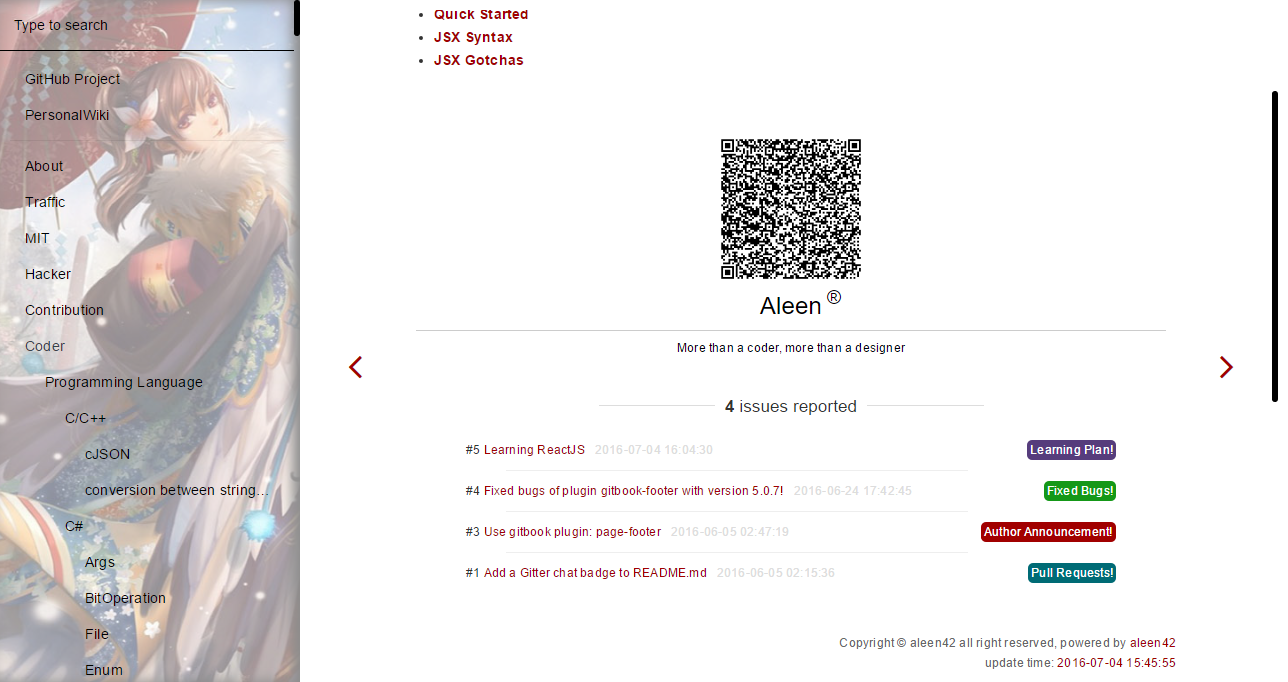 Type to search
GitHub Project
PersonalWiki
About
Traffic
MIT
Hacker
Contribution
Coder
Programming Language
C/C++
cJSON
conversion between string...
C#
Args
BitOperation
File
Enum
Quick Started
JSX Syntax
JSX Gotchas
Aleen ®
More than a coder, more than a designer
4 issues reported
#5 Learning ReactJS 2016-07-04 16:04:30 Learning Plan!
#4 Fixed bugs of plugin gitbook-footer with version 5.0.7! 2016-06-24 17:42:45 Fixed Bugs!
#3 Use gitbook plugin: page-footer 2016-06-05 02:47:19 Author Announcement!
#1 Add a Gitter chat badge to README.md 2016-06-05 02:15:36 Pull Requests!
Copyright © aleen42 all right reserved, powered by aleen42
update time: 2016-07-04 15:45:55